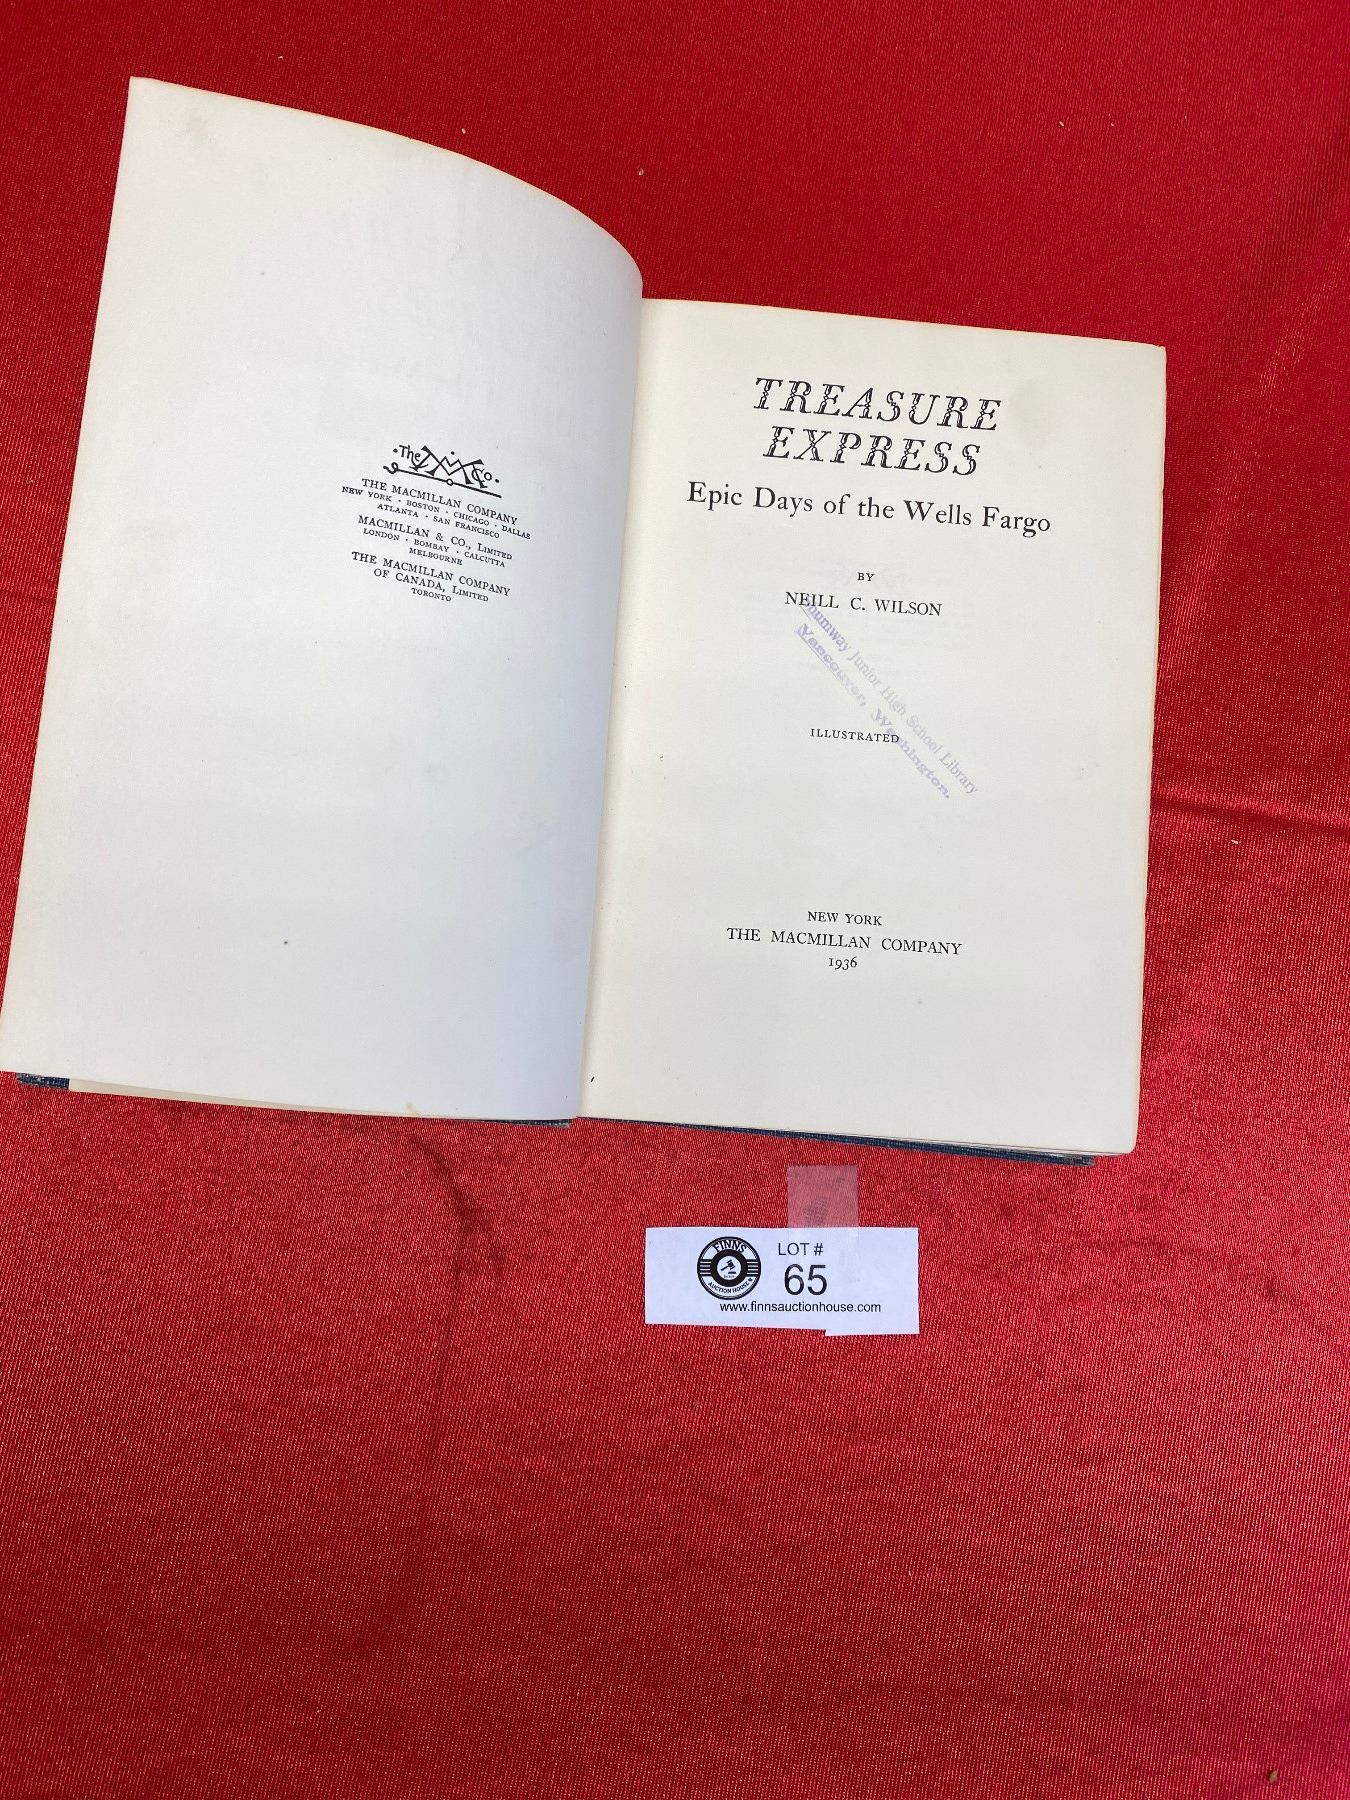 ·The M Co·
THE MACMILLAN COMPANY
NEW YORK · BOSTON · CHICAGO · DALLAS
ATLANTA · SAN FRANCISCO
MACMILLAN & CO., LIMITED
LONDON · BOMBAY · CALCUTTA
MELBOURNE
THE MACMILLAN COMPANY
OF CANADA, LIMITED
TORONTO
TREASURE
EXPRESS
Epic Days of the Wells Fargo
BY
NEILL C. WILSON
Shumway Junior High School Library
Vancouver, Washington.
ILLUSTRATED
NEW YORK
THE MACMILLAN COMPANY
1936
FINNS
AUCTION HOUSE
LOT #
65
www.finnsauctionhouse.com